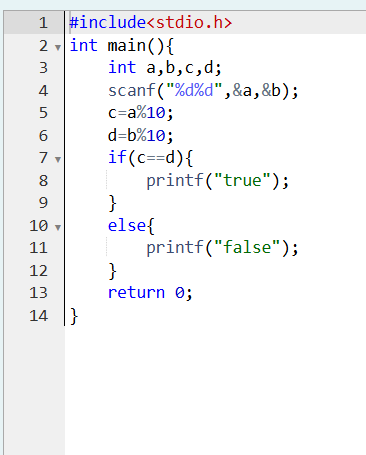 1 #include<stdio.h>
2 int main(){
3 int a,b,c,d;
4 scanf("%d%d",&a,&b);
5 c=a%10;
6 d=b%10;
7 if(c==d){
8 printf("true");
9 }
10 else{
11 printf("false");
12 }
13 return 0;
14 }